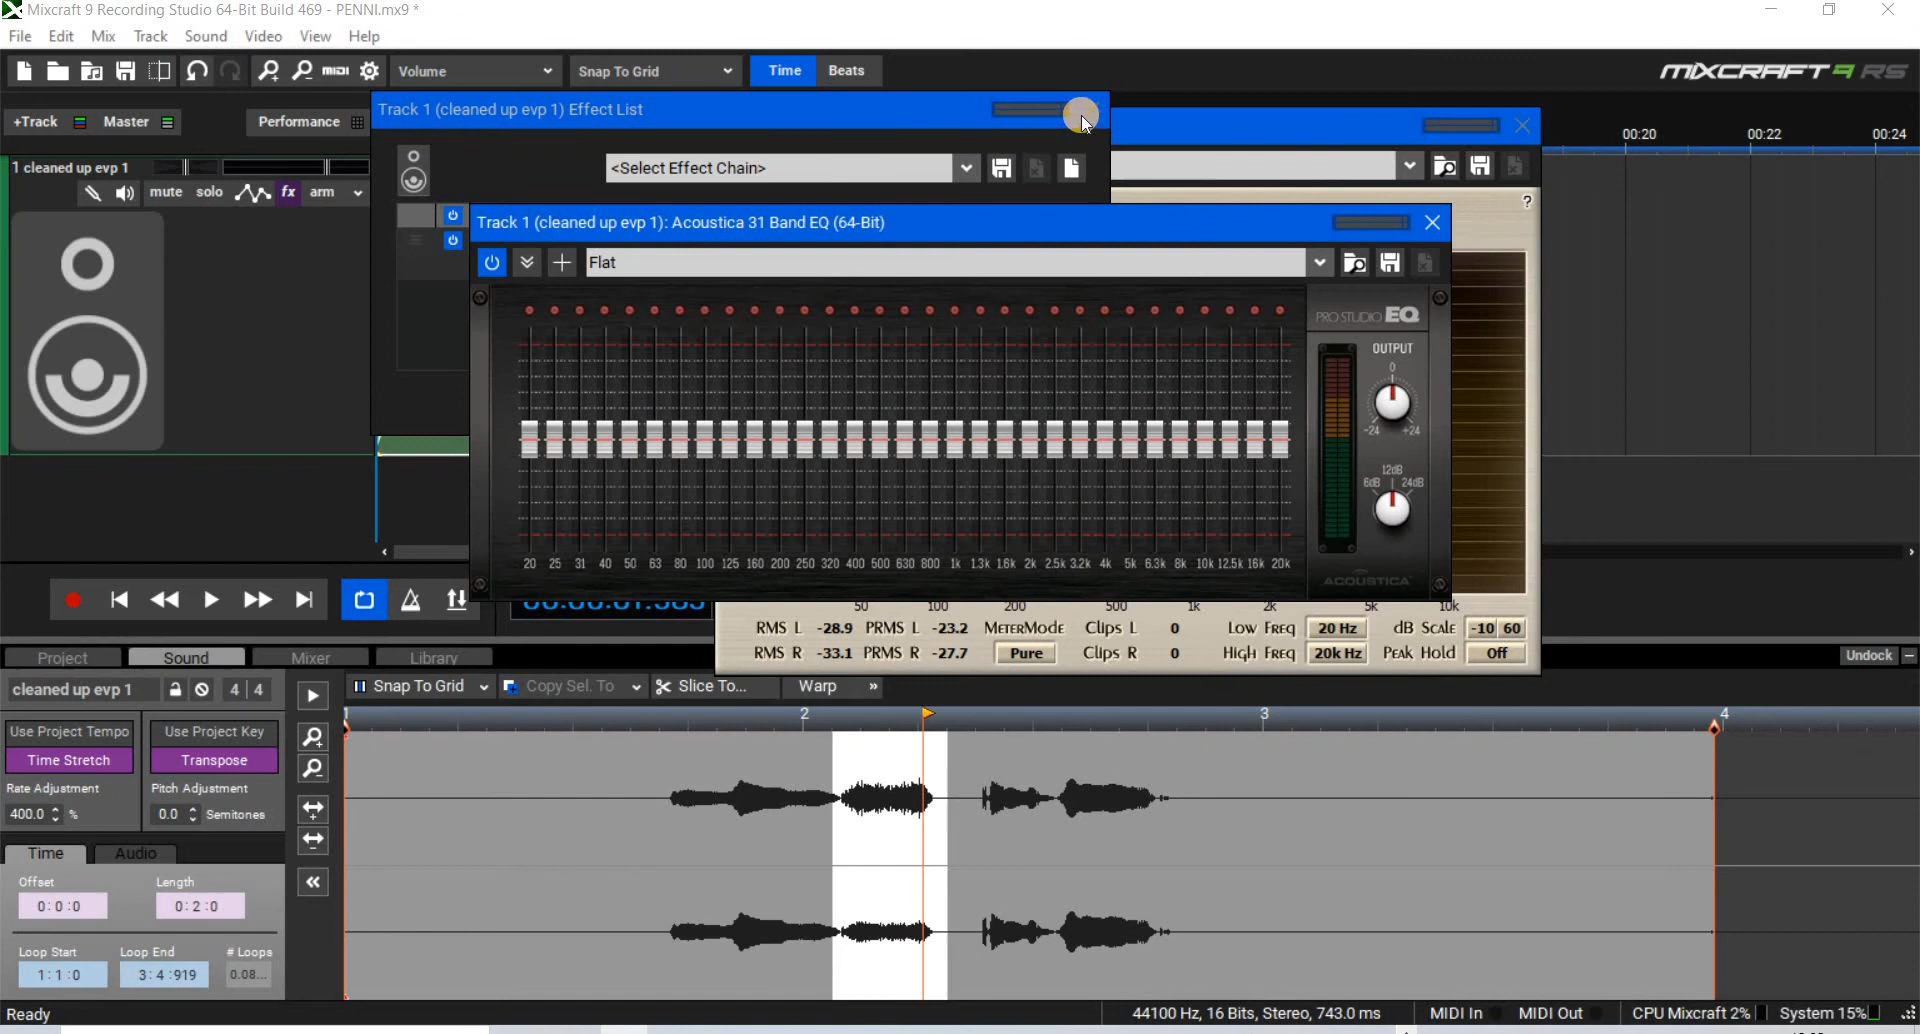 Mixcraft 9 Recording Studio 64-Bit Build 469 - PENNI.mx9 *
File Edit Mix Track Sound Video View Help
MIDI Volume Snap To Grid Time Beats MIXCRAFT 9 RS
+Track Master Performance
Track 1 (cleaned up evp 1) Effect List
00:20 00:22 00:24
1 cleaned up evp 1
<Select Effect Chain>
mute solo fx arm
?
Track 1 (cleaned up evp 1): Acoustica 31 Band EQ (64-Bit)
Flat
PRO STUDIO EQ
OUTPUT
0
-24 +24
12dB
6dB 24dB
20 25 31 40 50 63 80 100 125 160 200 250 320 400 500 630 800 1k 1.3k 1.6k 2k 2.5k 3.2k 4k 5k 6.3k 8k 10k 12.5k 16k 20k
ACOUSTICA
50 100 200 500 1k 2k 5k 10k
RMS L -28.9 PRMS L -23.2 MeterMode Clips L 0 Low Freq 20 Hz dB Scale -10 60
RMS R -33.1 PRMS R -27.7 Pure Clips R 0 High Freq 20k Hz Peak Hold Off
Project Sound Mixer Library Undock
cleaned up evp 1 4 4 Snap To Grid Copy Sel. To Slice To... Warp »
1 2 3 4
Use Project Tempo Use Project Key
Time Stretch Transpose
Rate Adjustment Pitch Adjustment
400.0 % 0.0 Semitones
Time Audio
Offset Length
0:0:0 0:2:0
Loop Start Loop End # Loops
1:1:0 3:4:919 0.08...
Ready 44100 Hz, 16 Bits, Stereo, 743.0 ms MIDI In MIDI Out CPU Mixcraft 2% System 15%